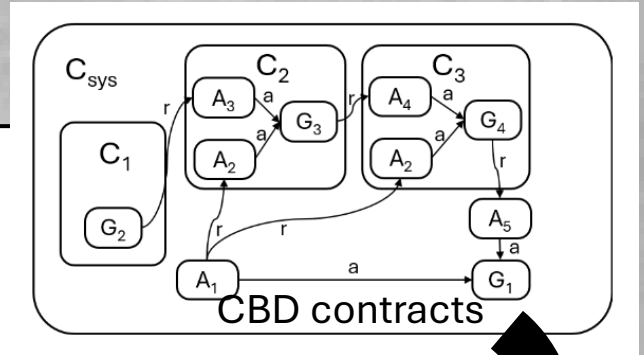 C_sys
C_2
C_3
C_1
A_3
a
G_3
r
A_4
a
G_4
r
A_2
a
A_2
a
r
G_2
r
r
A_5
a
A_1
a
G_1
CBD contracts